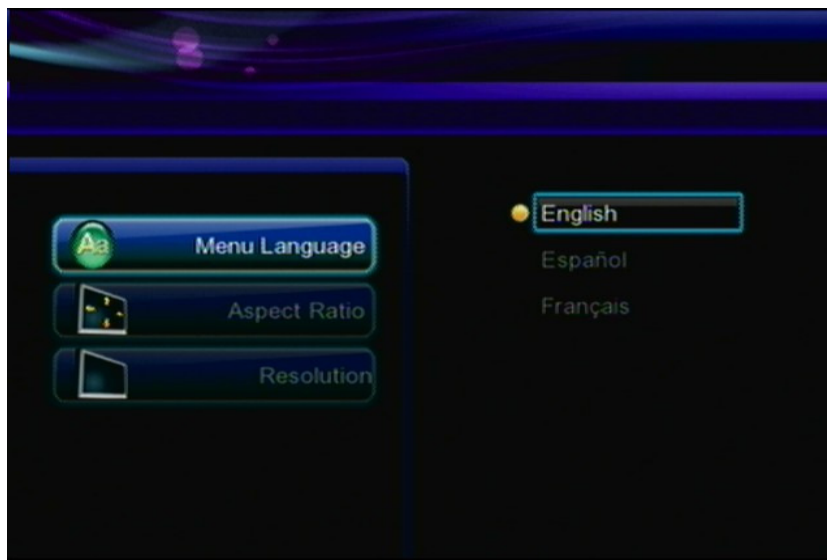 Aa
Menu Language
Aspect Ratio
Resolution
English
Español
Français